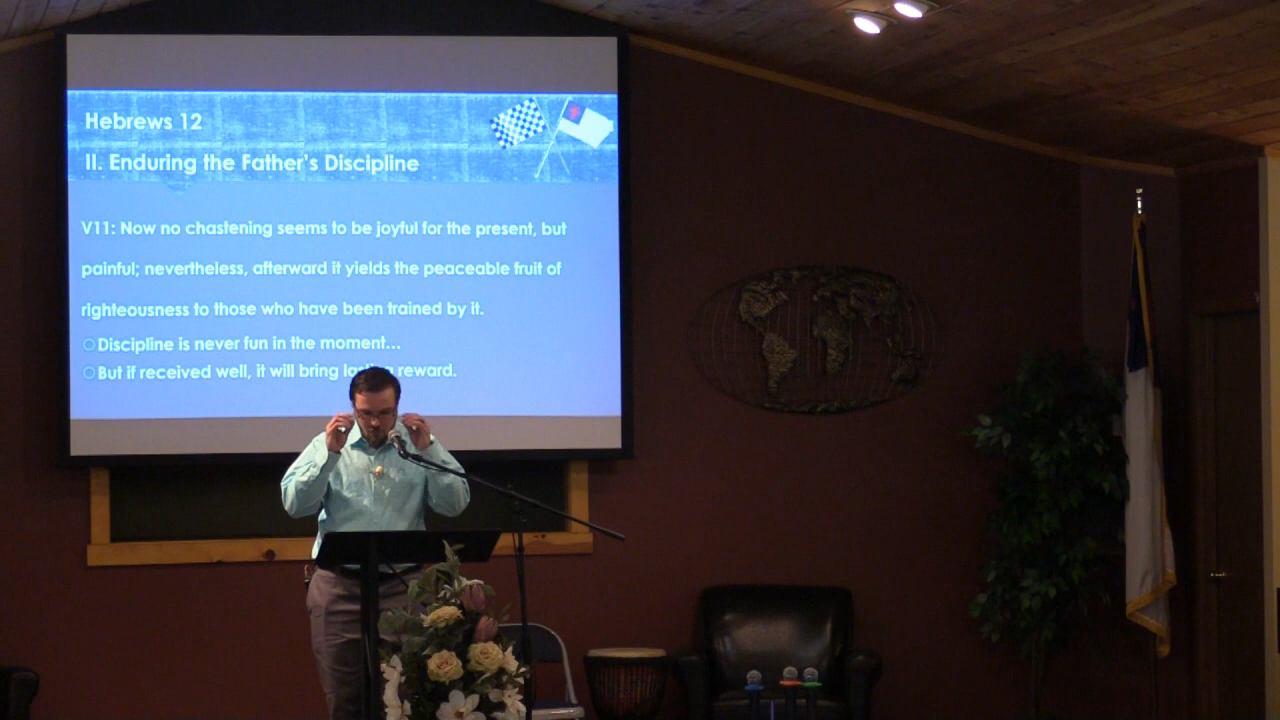 Hebrews 12
II. Enduring the Father's Discipline
V11: Now no chastening seems to be joyful for the present, but
painful; nevertheless, afterward it yields the peaceable fruit of
righteousness to those who have been trained by it.
Discipline is never fun in the moment...
But if received well, it will bring lasting reward.